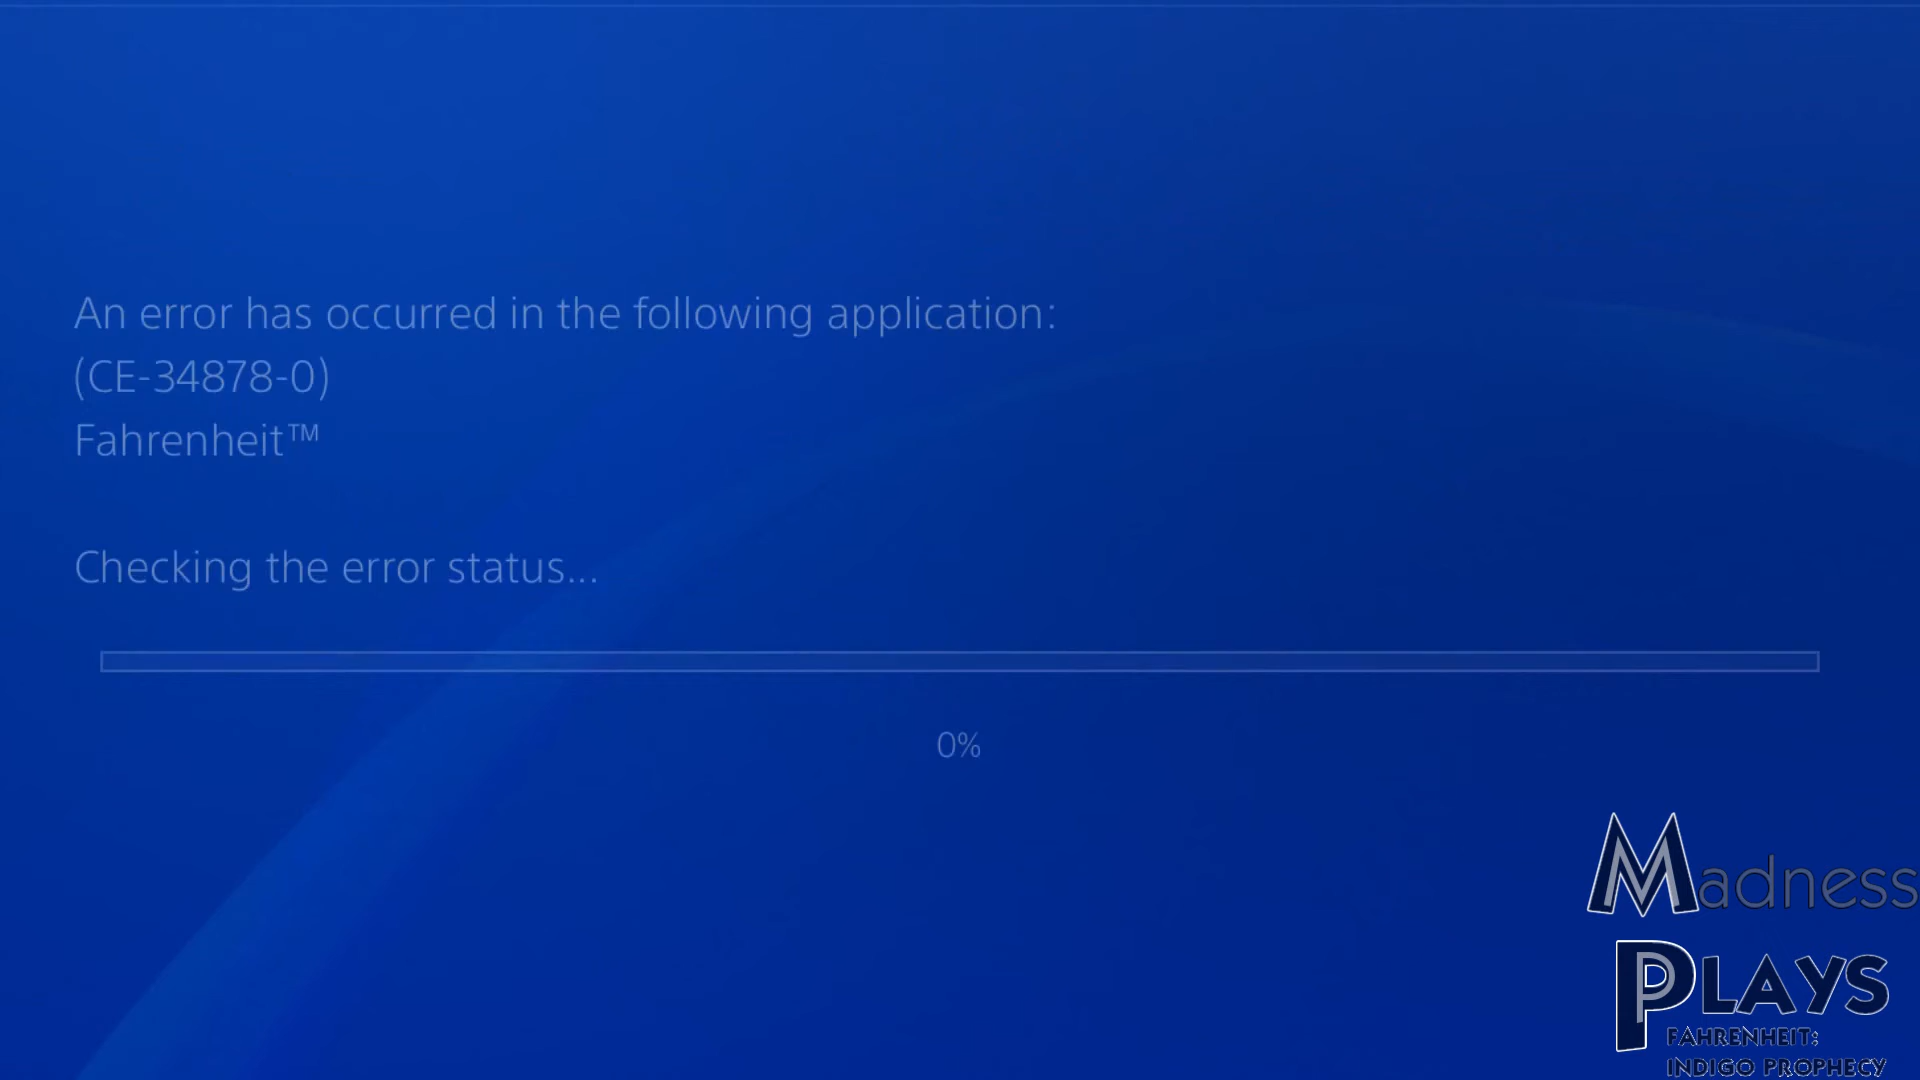 An error has occurred in the following application:
(CE-34878-0)
Fahrenheit™
Checking the error status...
0%
Madness
PLAYS
FAHRENHEIT:
INDIGO PROPHECY